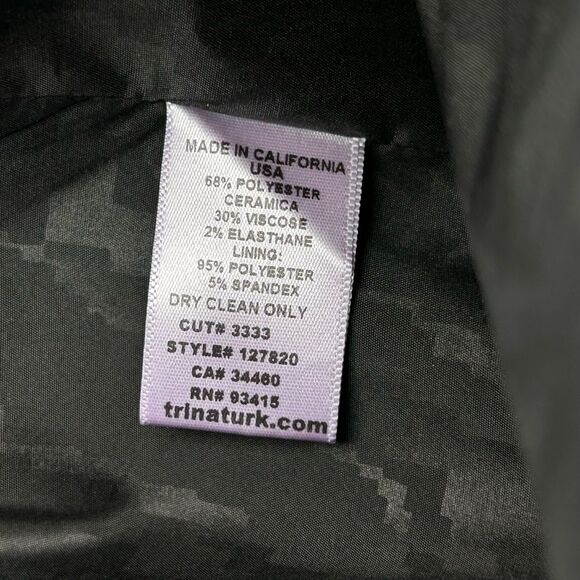 MADE IN CALIFORNIA
USA
68% POLYESTER
CERAMICA
30% VISCOSE
2% ELASTHANE
LINING:
95% POLYESTER
5% SPANDEX
DRY CLEAN ONLY
CUT# 3333
STYLE# 127820
CA# 34460
RN# 93415
trinaturk.com